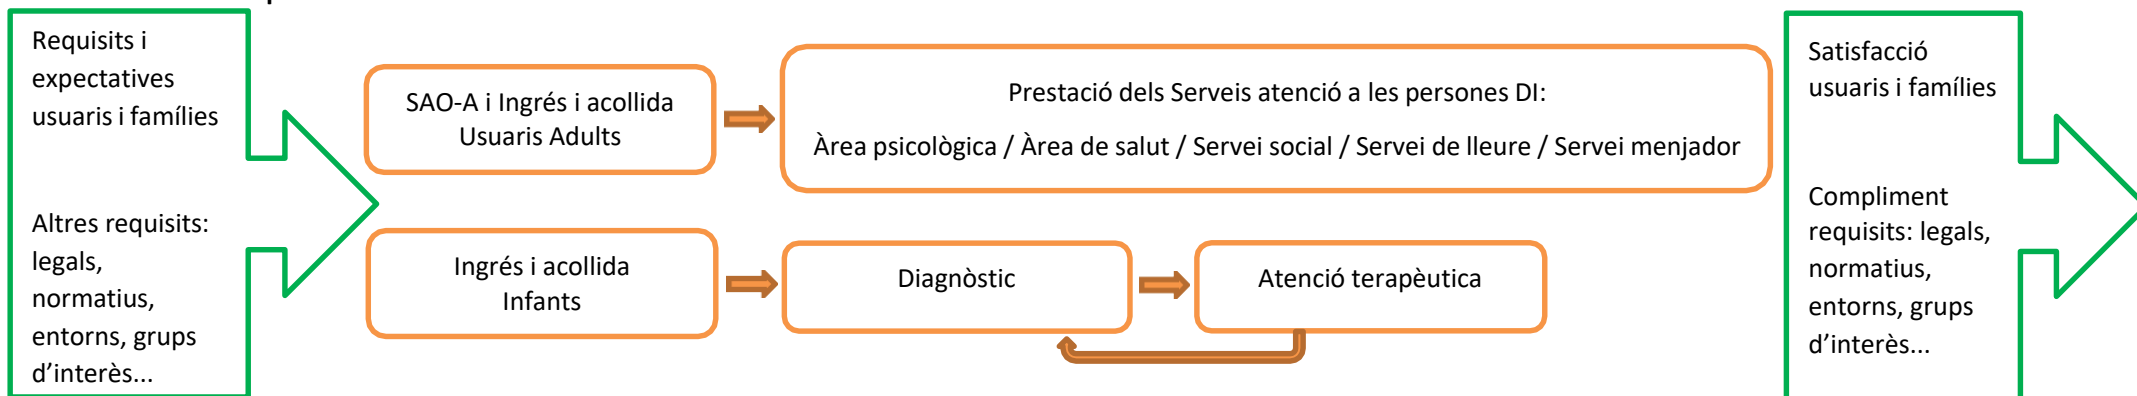 Requisits i
expectatives
usuaris i famílies
Altres requisits:
legals,
normatius,
entorns, grups
d’interès...
SAO-A i Ingrés i acollida
Usuaris Adults
Prestació dels Serveis atenció a les persones DI:
Àrea psicològica / Àrea de salut / Servei social / Servei de lleure / Servei menjador
Ingrés i acollida
Infants
Diagnòstic
Atenció terapèutica
Satisfacció
usuaris i famílies
Compliment
requisits: legals,
normatius,
entorns, grups
d’interès...